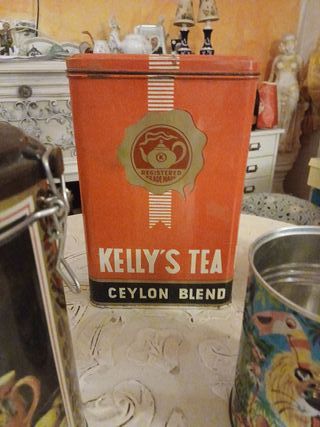 K
REGISTERED
TRADE MARK
KELLY'S TEA
CEYLON BLEND